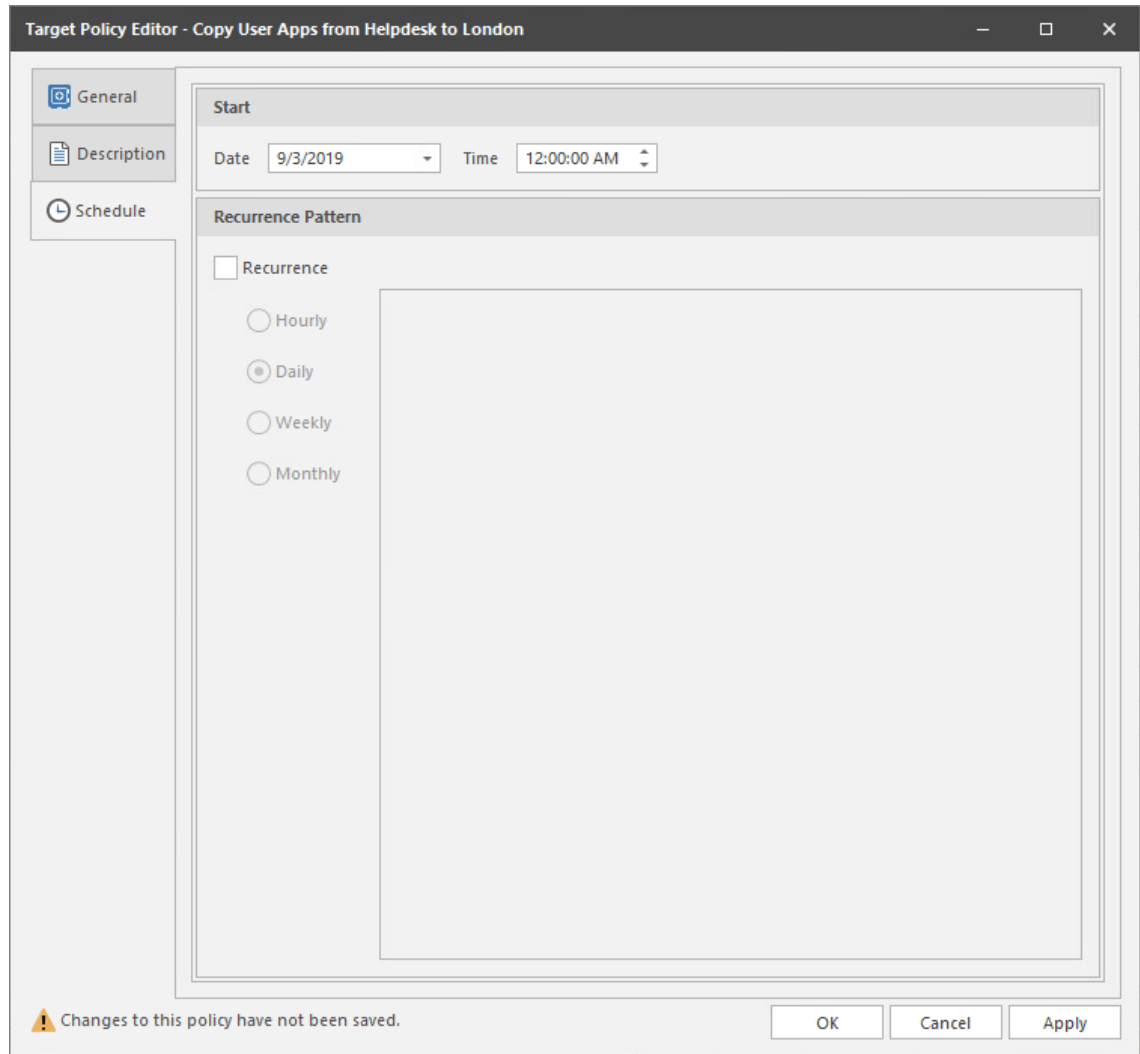 Target Policy Editor - Copy User Apps from Helpdesk to London
General
Description
Schedule
Start
Date 9/3/2019 Time 12:00:00 AM
Recurrence Pattern
Recurrence
Hourly
Daily
Weekly
Monthly
Changes to this policy have not been saved.
OK Cancel Apply